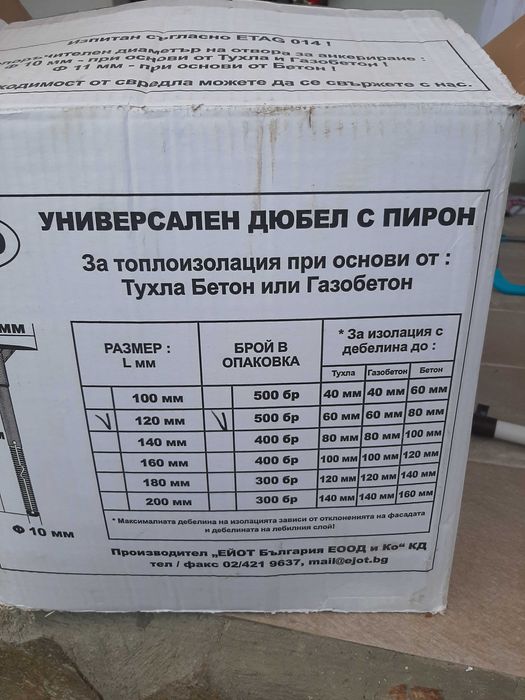 Изпитан съгласно ETAG 014 !
диаметър на отвора за анкериране :
Φ 10 мм - при основи от Тухла и Газобетон !
Φ 11 мм - при основи от Бетон !
от свредла можете да се свържете с нас.
УНИВЕРСАЛЕН ДЮБЕЛ С ПИРОН
За топлоизолация при основи от :
Тухла Бетон или Газобетон
мм
РАЗМЕР :
L мм
БРОЙ В
ОПАКОВКА
* За изолация с
дебелина до :
Тухла Газобетон Бетон
100 мм 500 бр 40 мм 40 мм 60 мм
120 мм 500 бр 60 мм 60 мм 80 мм
140 мм 400 бр 80 мм 80 мм 100 мм
160 мм 400 бр 100 мм 100 мм 120 мм
180 мм 300 бр 120 мм 120 мм 140 мм
200 мм 300 бр 140 мм 140 мм 160 мм
Φ 10 мм
* Максималната дебелина на изолацията зависи от отклоненията на фасадата
и дебелината на лебилния слой!
Производител „ЕЙОТ България ЕООД и Ко“ КД
тел / факс 02/421 9637, mail@ejot.bg